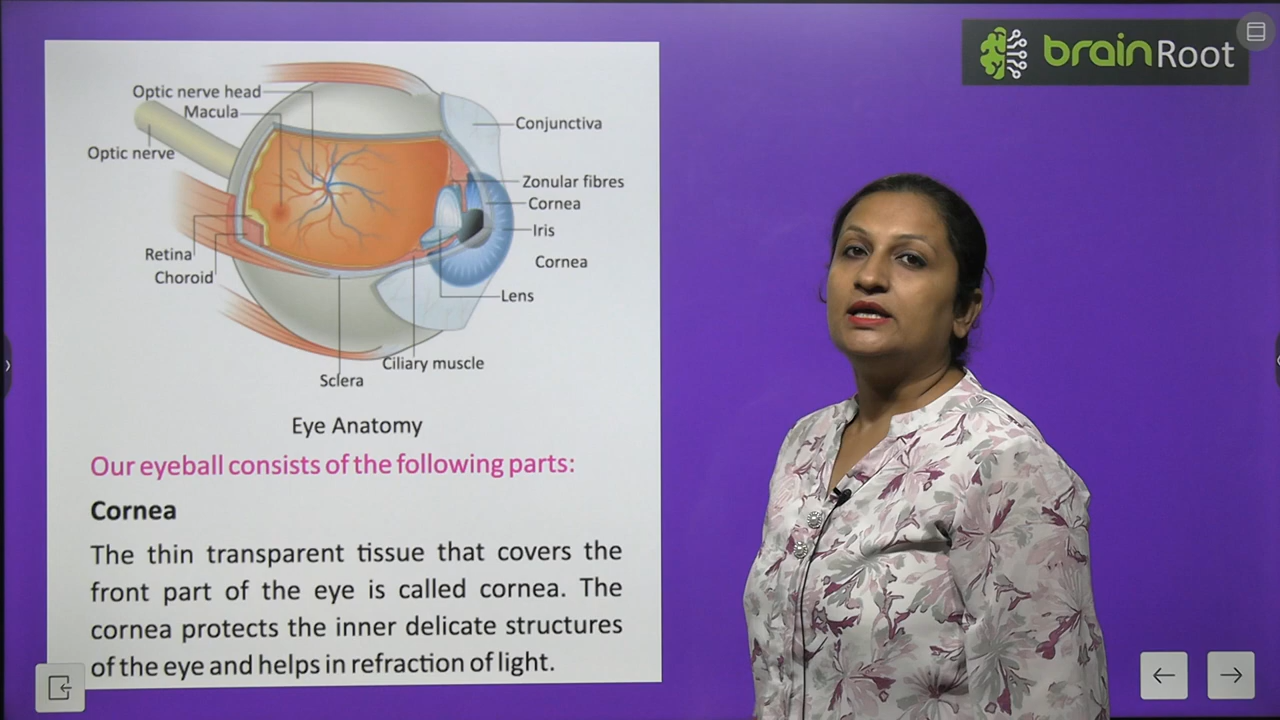 brainRoot
Optic nerve head
Macula
Optic nerve
Conjunctiva
Zonular fibres
Cornea
Iris
Cornea
Lens
Retina
Choroid
Ciliary muscle
Sclera
Eye Anatomy
Our eyeball consists of the following parts:
Cornea
The thin transparent tissue that covers the
front part of the eye is called cornea. The
cornea protects the inner delicate structures
of the eye and helps in refraction of light.